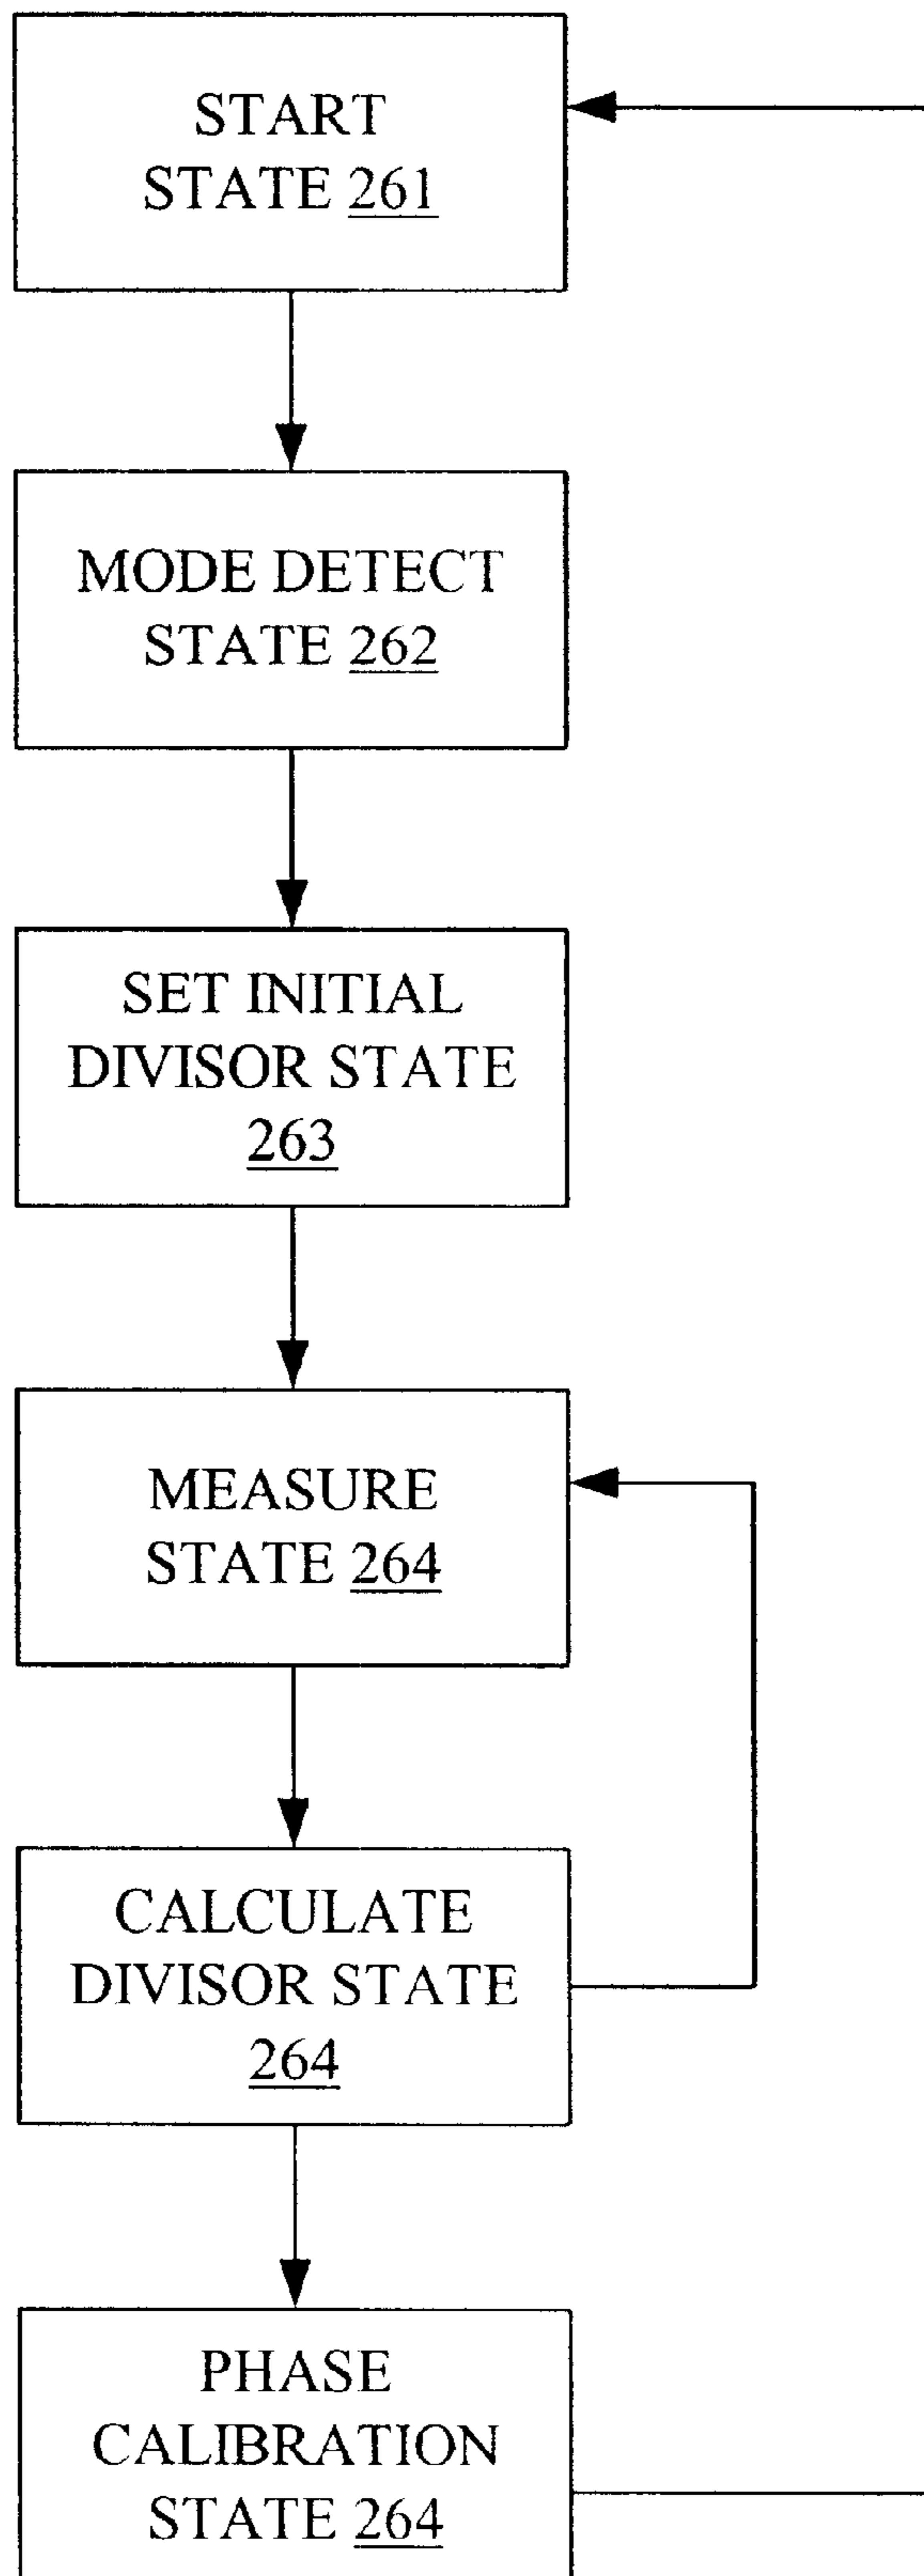 START
STATE 261
MODE DETECT
STATE 262
SET INITIAL
DIVISOR STATE
263
MEASURE
STATE 264
CALCULATE
DIVISOR STATE
264
PHASE
CALIBRATION
STATE 264